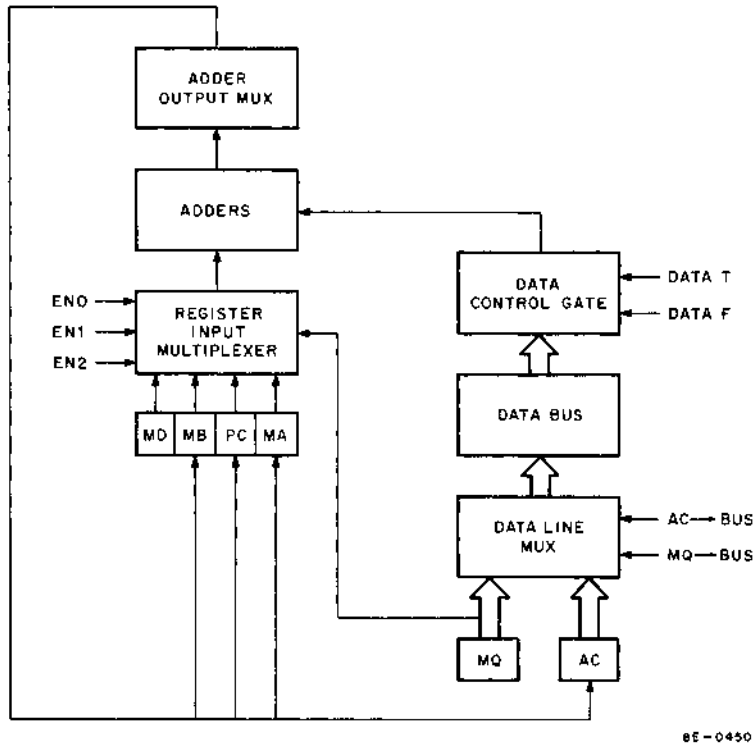 ADDER
OUTPUT MUX
ADDERS
EN0
EN1
EN2
REGISTER
INPUT
MULTIPLEXER
DATA
CONTROL GATE
DATA T
DATA F
MD MB PC MA
DATA BUS
DATA LINE
MUX
AC→BUS
MQ→BUS
MQ
AC
8E-0450